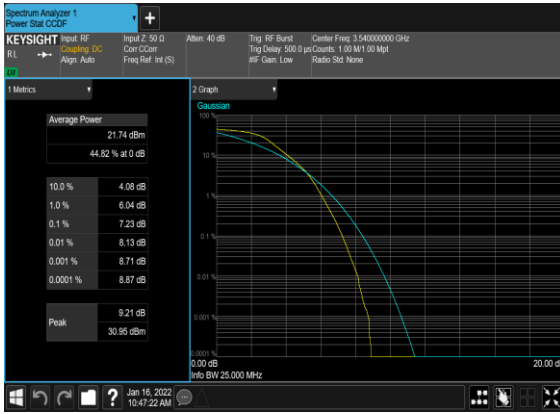 Spectrum Analyzer 1
Power Stat CCDF
KEYSIGHT
RL
Input: RF
Coupling: DC
Align: Auto
Input Z: 50 Ω
Corr CCorr
Freq Ref: Int (S)
Atten: 40 dB
Trig: RF Burst
Trig Delay: 500.0 µs
#IF Gain: Low
Center Freq: 3.540000000 GHz
Counts: 1.00 M/1.00 Mpt
Radio Std: None
1 Metrics
Average Power
21.74 dBm
44.82 % at 0 dB
10.0 % 4.08 dB
1.0 % 6.04 dB
0.1 % 7.23 dB
0.01 % 8.13 dB
0.001 % 8.71 dB
0.0001 % 8.87 dB
Peak
9.21 dB
30.95 dBm
2 Graph
Gaussian
100 %
10 %
1 %
0.1 %
0.01 %
0.001 %
0.0001 %
0.00 dB
20.00 d
Info BW 25.000 MHz
?
Jan 16, 2022
10:47:22 AM